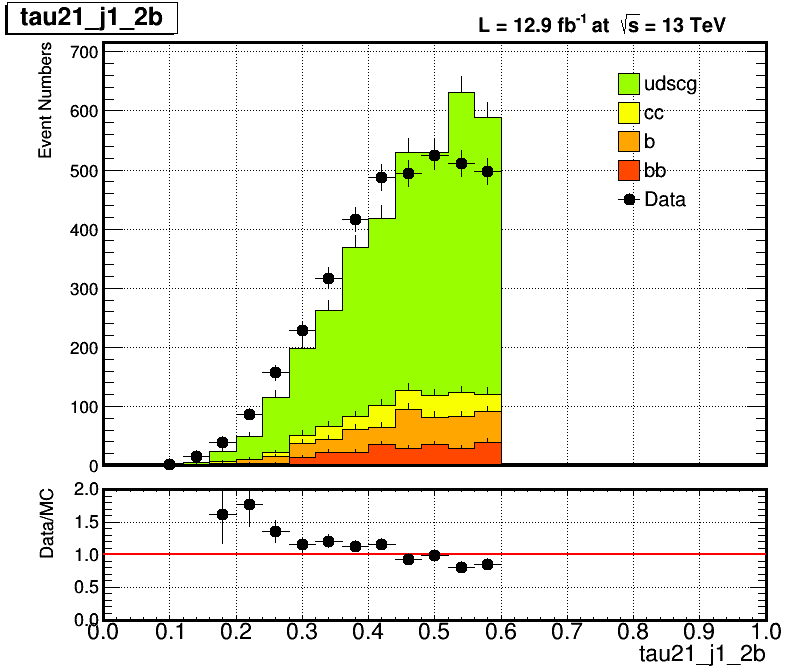 tau21_j1_2b
L = 12.9 fb⁻¹ at √s = 13 TeV
Event Numbers
700
600
500
400
300
200
100
0
udscg
cc
b
bb
Data
Data/MC
2.0
1.5
1.0
0.5
0.0
0.0 0.1 0.2 0.3 0.4 0.5 0.6 0.7 0.8 0.9 1.0
tau21_j1_2b